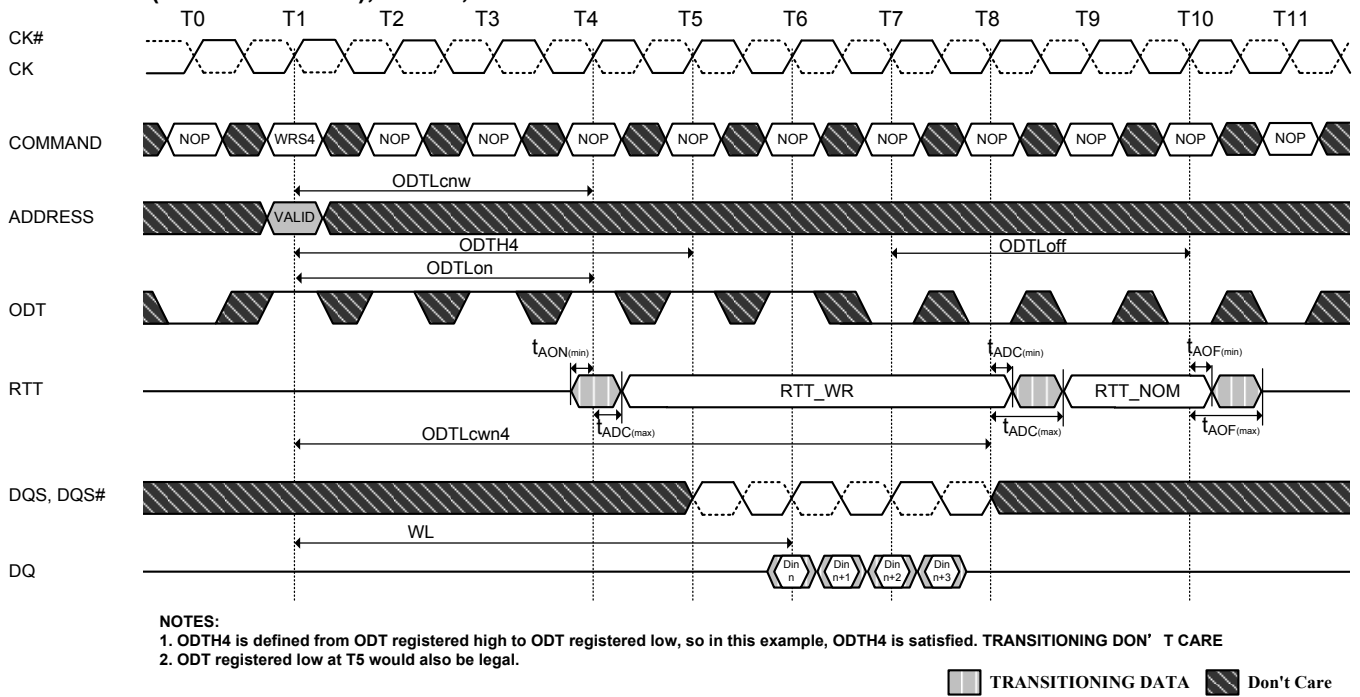 T0 T1 T2 T3 T4 T5 T6 T7 T8 T9 T10 T11
CK#
CK
COMMAND
NOP WRS4 NOP NOP NOP NOP NOP NOP NOP NOP NOP NOP
ODTLcnw
ADDRESS
VALID
ODTH4
ODTLoff
ODTLon
ODT
tAON(min)
tADC(min)
tAOF(min)
RTT
RTT_WR
RTT_NOM
tADC(max)
tADC(max)
tAOF(max)
ODTLcwn4
DQS, DQS#
WL
DQ
Din n
Din n+1
Din n+2
Din n+3
NOTES:
1. ODTH4 is defined from ODT registered high to ODT registered low, so in this example, ODTH4 is satisfied. TRANSITIONING DON' T CARE
2. ODT registered low at T5 would also be legal.
TRANSITIONING DATA
Don't Care